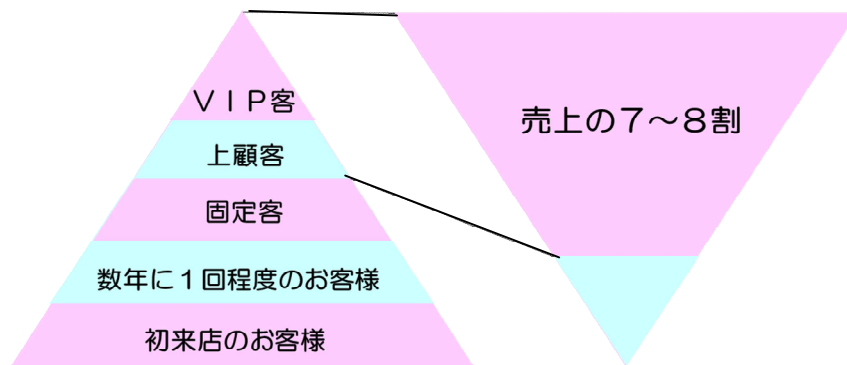 ＶＩＰ客
上顧客
固定客
数年に１回程度のお客様
初来店のお客様
売上の７～８割